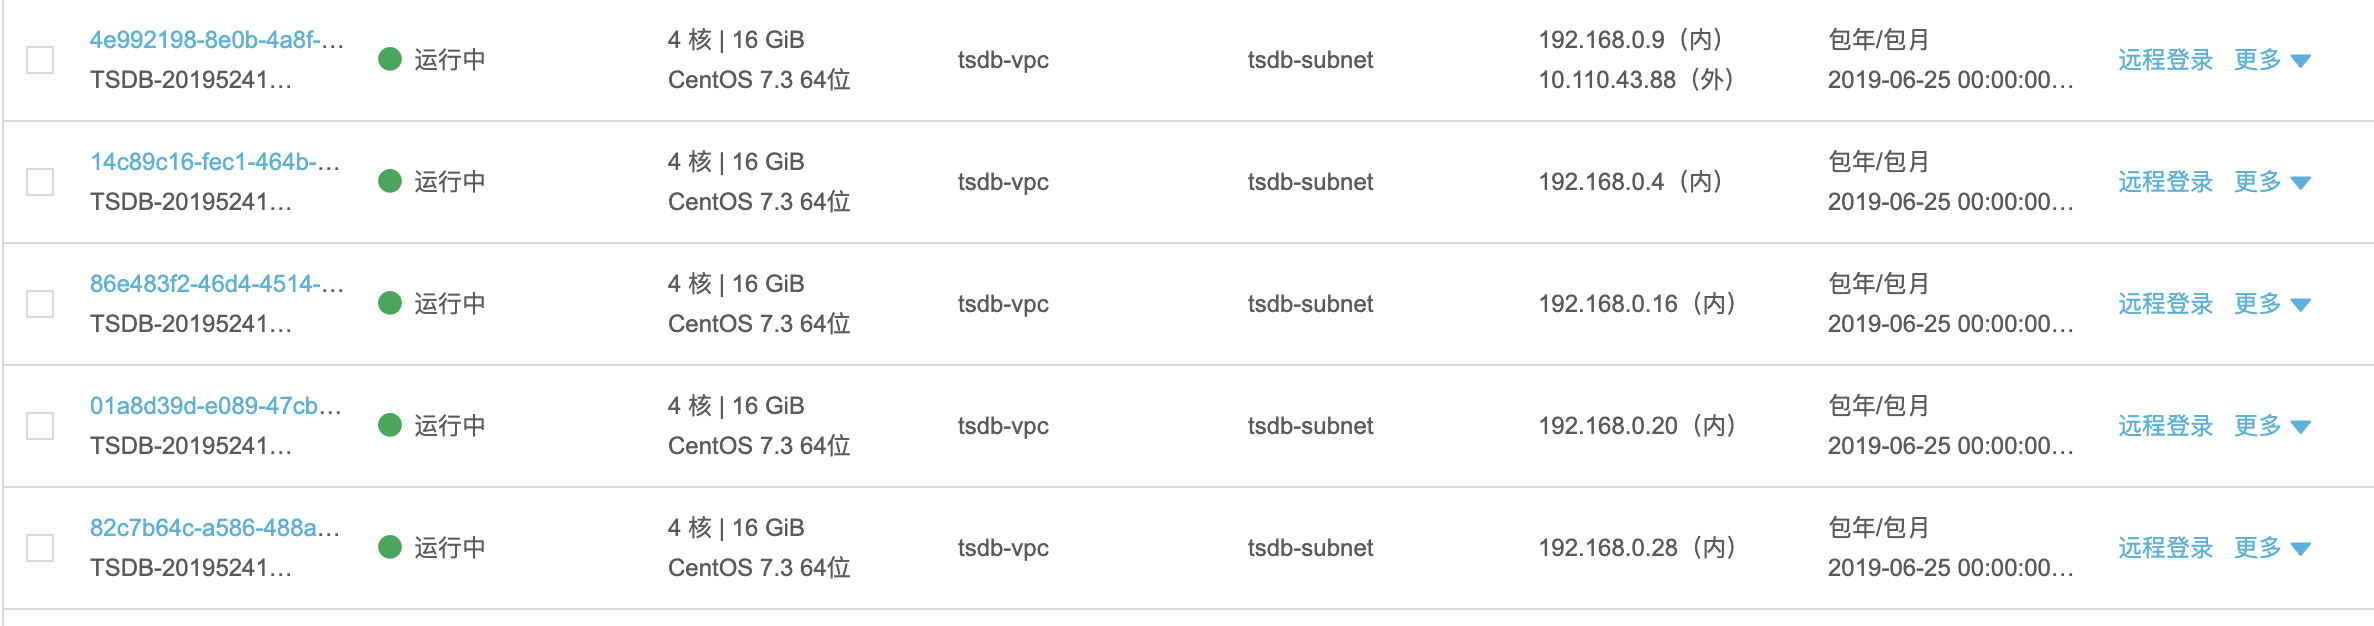 4e992198-8e0b-4a8f-...
TSDB-20195241...
运行中
4 核 | 16 GiB
CentOS 7.3 64位
tsdb-vpc
tsdb-subnet
192.168.0.9（内）
10.110.43.88（外）
包年/包月
2019-06-25 00:00:00...
远程登录 更多
14c89c16-fec1-464b-...
TSDB-20195241...
运行中
4 核 | 16 GiB
CentOS 7.3 64位
tsdb-vpc
tsdb-subnet
192.168.0.4（内）
包年/包月
2019-06-25 00:00:00...
远程登录 更多
86e483f2-46d4-4514-...
TSDB-20195241...
运行中
4 核 | 16 GiB
CentOS 7.3 64位
tsdb-vpc
tsdb-subnet
192.168.0.16（内）
包年/包月
2019-06-25 00:00:00...
远程登录 更多
01a8d39d-e089-47cb...
TSDB-20195241...
运行中
4 核 | 16 GiB
CentOS 7.3 64位
tsdb-vpc
tsdb-subnet
192.168.0.20（内）
包年/包月
2019-06-25 00:00:00...
远程登录 更多
82c7b64c-a586-488a...
TSDB-20195241...
运行中
4 核 | 16 GiB
CentOS 7.3 64位
tsdb-vpc
tsdb-subnet
192.168.0.28（内）
包年/包月
2019-06-25 00:00:00...
远程登录 更多